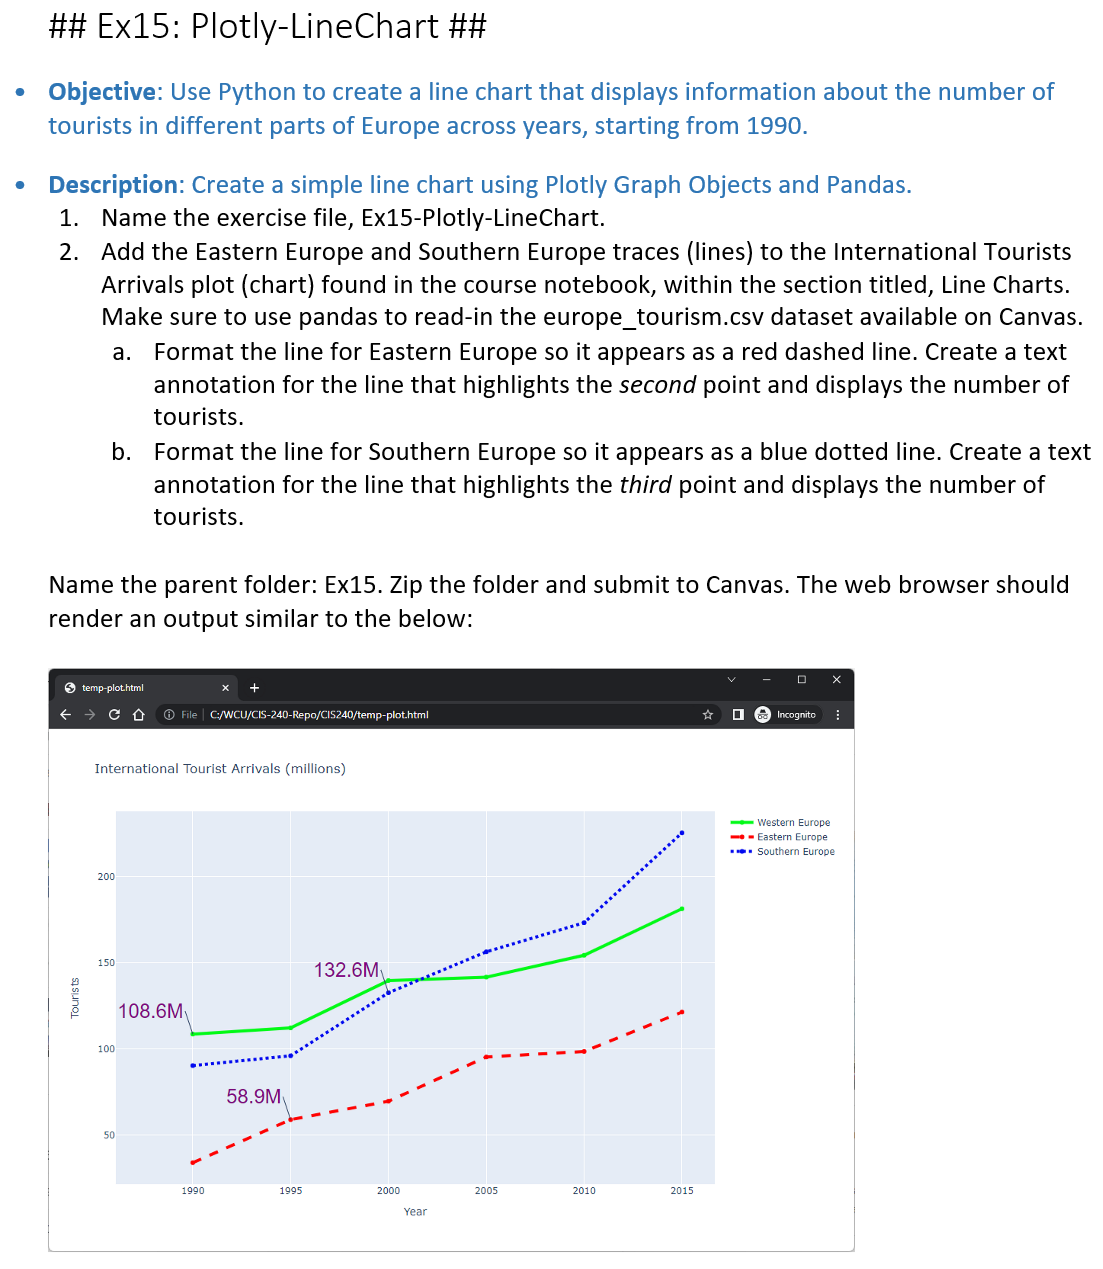 ## Ex15: Plotly-LineChart ##
• Objective: Use Python to create a line chart that displays information about the number of
tourists in different parts of Europe across years, starting from 1990.
• Description: Create a simple line chart using Plotly Graph Objects and Pandas.
1. Name the exercise file, Ex15-Plotly-LineChart.
2. Add the Eastern Europe and Southern Europe traces (lines) to the International Tourists
Arrivals plot (chart) found in the course notebook, within the section titled, Line Charts.
Make sure to use pandas to read-in the europe_tourism.csv dataset available on Canvas.
a. Format the line for Eastern Europe so it appears as a red dashed line. Create a text
annotation for the line that highlights the second point and displays the number of
tourists.
b. Format the line for Southern Europe so it appears as a blue dotted line. Create a text
annotation for the line that highlights the third point and displays the number of
tourists.
Name the parent folder: Ex15. Zip the folder and submit to Canvas. The web browser should
render an output similar to the below:
temp-plot.html
File | C:/WCU/CIS-240-Repo/CIS240/temp-plot.html
Incognito
International Tourist Arrivals (millions)
Western Europe
Eastern Europe
Southern Europe
200
150
100
50
Tourists
132.6M
108.6M
58.9M
1990 1995 2000 2005 2010 2015
Year